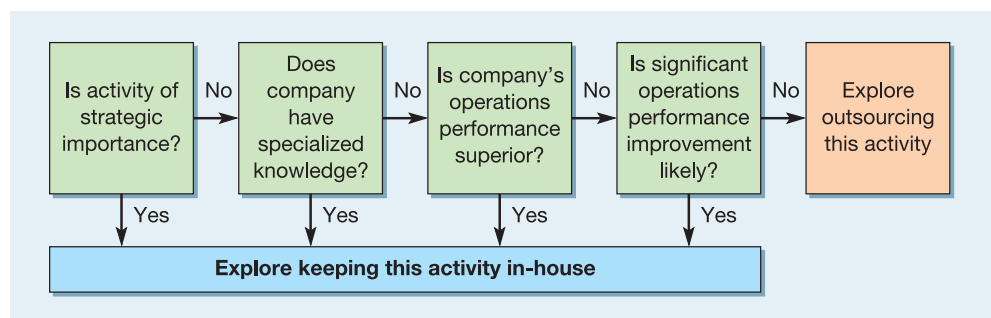 Is activity of
strategic
importance?
No
Does
company
have
specialized
knowledge?
No
Is company's
operations
performance
superior?
No
Is significant
operations
performance
improvement
likely?
No
Explore
outsourcing
this activity
Yes
Yes
Yes
Yes
Explore keeping this activity in-house